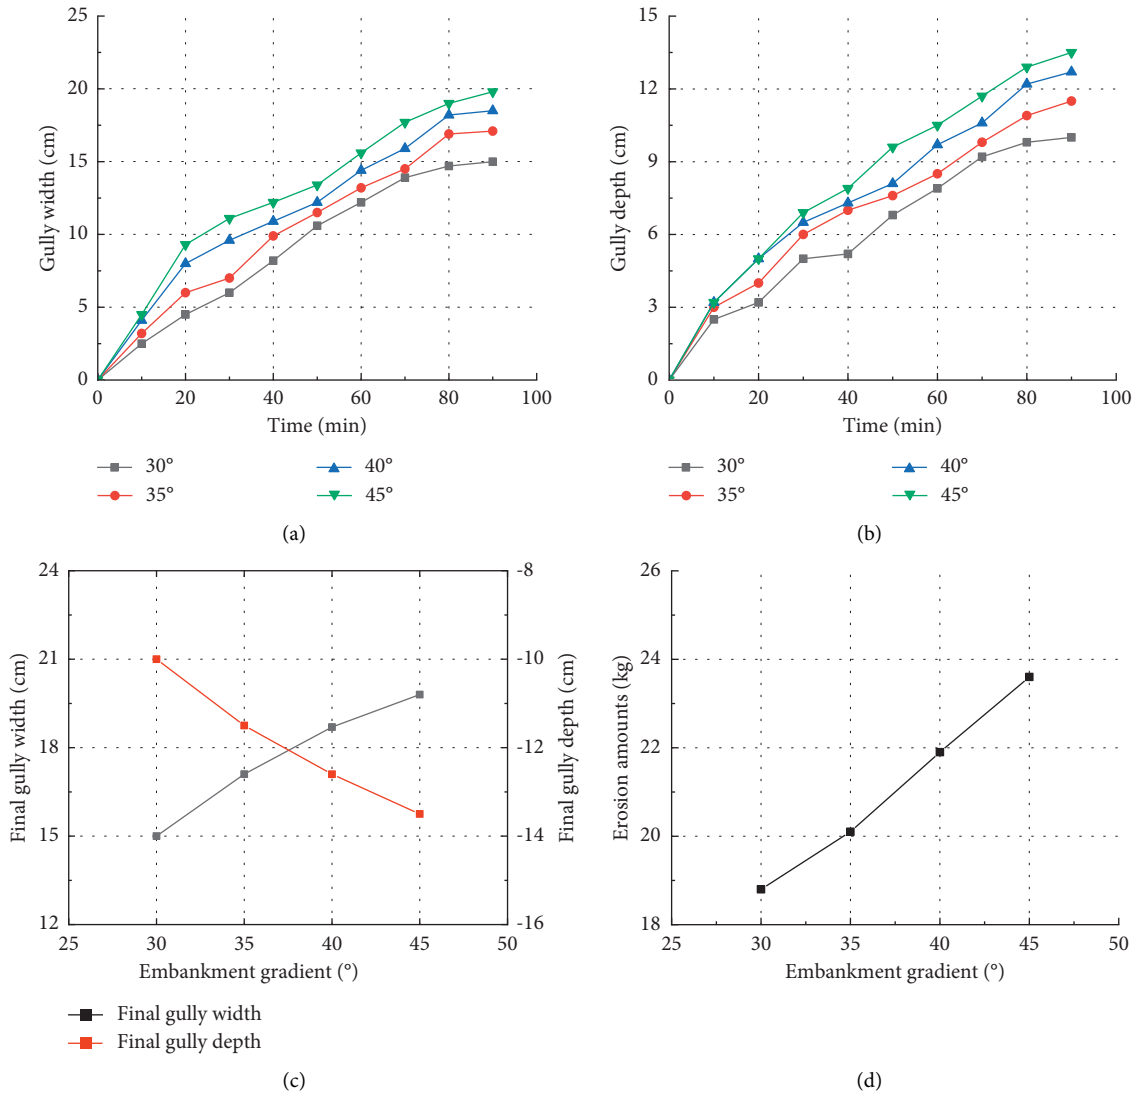 25
20
15
10
5
0
Gully width (cm)
0 20 40 60 80 100
Time (min)
30° 40°
35° 45°
(a)
15
12
9
6
3
0
Gully depth (cm)
0 20 40 60 80 100
Time (min)
30° 40°
35° 45°
(b)
24
21
18
15
12
Final gully width (cm)
-8
-10
-12
-14
-16
Final gully depth (cm)
25 30 35 40 45 50
Embankment gradient (°)
Final gully width
Final gully depth
(c)
26
24
22
20
18
Erosion amounts (kg)
25 30 35 40 45 50
Embankment gradient (°)
(d)